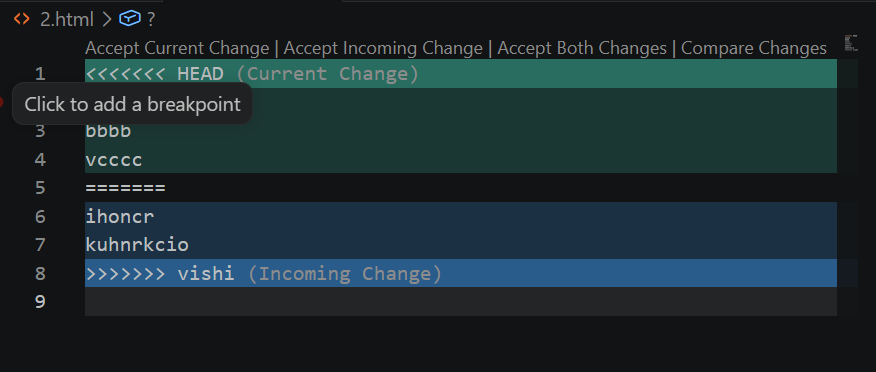 2.html > ?
Accept Current Change | Accept Incoming Change | Accept Both Changes | Compare Changes
1 <<<<<<< HEAD (Current Change)
Click to add a breakpoint
3 bbbb
4 vcccc
5 =======
6 ihoncr
7 kuhnrkcio
8 >>>>>>> vishi (Incoming Change)
9